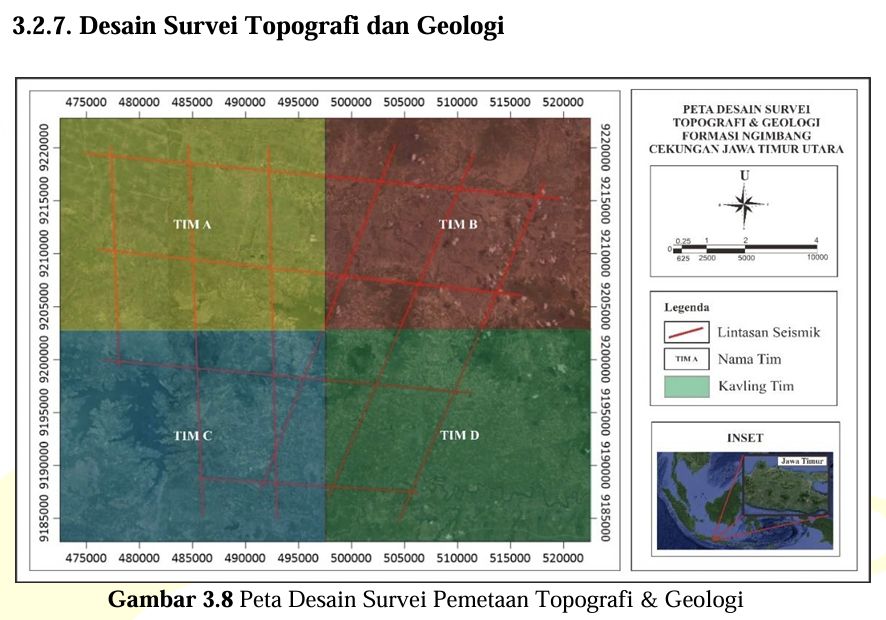 3.2.7. Desain Survei Topografi dan Geologi
475000 480000 485000 490000 495000 500000 505000 510000 515000 520000
9220000 9215000 9210000 9205000 9200000 9195000 9190000 9185000
TIM A
TIM B
TIM C
TIM D
9220000 9215000 9210000 9205000 9200000 9195000 9190000 9185000
475000 480000 485000 490000 495000 500000 505000 510000 515000 520000
PETA DESAIN SURVEI
TOPOGRAFI & GEOLOGI
FORMASI NGIMBANG
CEKUNGAN JAWA TIMUR UTARA
U
0 0,25 1 2 4
625 2500 5000 10000
Legenda
Lintasan Seismik
TIM A Nama Tim
Kavling Tim
INSET
Jawa Timur
Gambar 3.8 Peta Desain Survei Pemetaan Topografi & Geologi